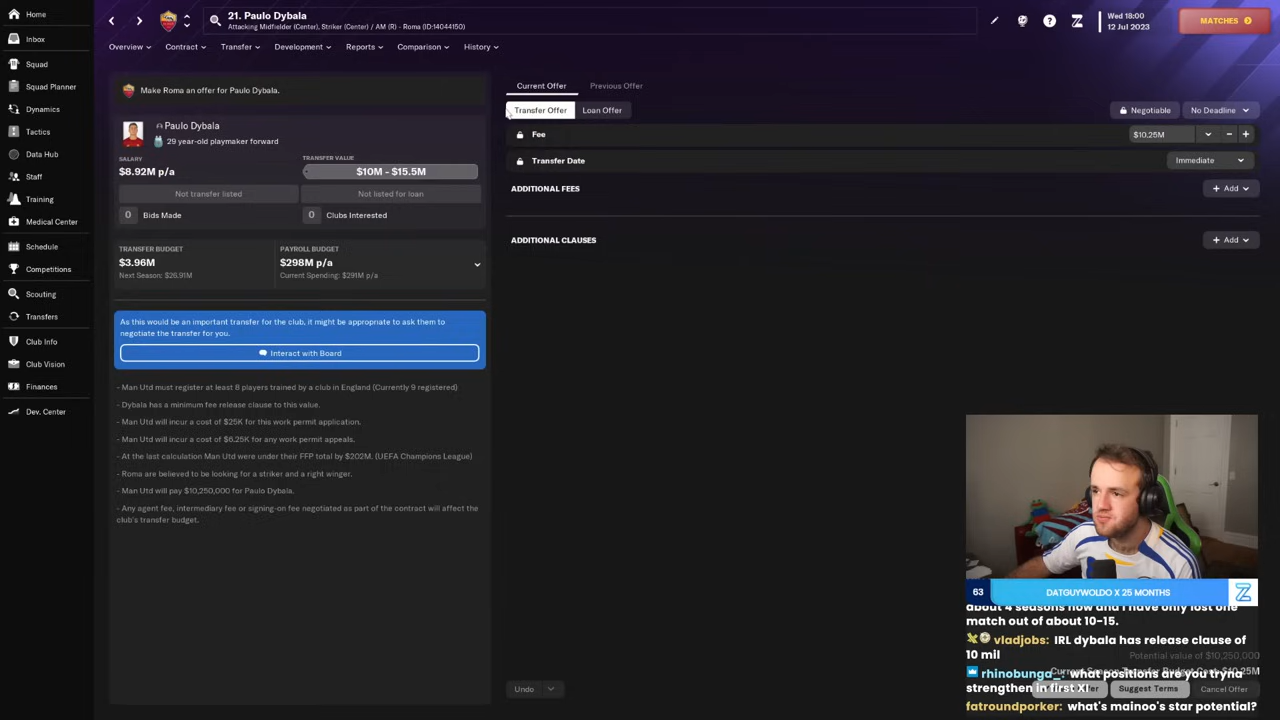 Home
Inbox
Squad
Squad Planner
Dynamics
Tactics
Data Hub
Staff
Training
Medical Center
Schedule
Competitions
Scouting
Transfers
Club Info
Club Vision
Finances
Dev. Center
21. Paulo Dybala
Attacking Midfielder (Center), Striker (Center) / AM (R) - Roma (ID:14044150)
Wed 18:00
12 Jul 2023
MATCHES
Overview
Contract
Transfer
Development
Reports
Comparison
History
Make Roma an offer for Paulo Dybala.
Paulo Dybala
29 year-old playmaker forward
SALARY
$8.92M p/a
TRANSFER VALUE
$10M - $15.5M
Not transfer listed
Not listed for loan
0 Bids Made
0 Clubs Interested
TRANSFER BUDGET
$3.96M
Next Season: $26.91M
PAYROLL BUDGET
$298M p/a
Current Spending: $291M p/a
As this would be an important transfer for the club, it might be appropriate to ask them to
negotiate the transfer for you.
Interact with Board
- Man Utd must register at least 8 players trained by a club in England (Currently 9 registered)
- Dybala has a minimum fee release clause to this value.
- Man Utd will incur a cost of $25K for this work permit application.
- Man Utd will incur a cost of $6.25K for any work permit appeals.
- At the last calculation Man Utd were under their FFP total by $202M. (UEFA Champions League)
- Roma are believed to be looking for a striker and a right winger.
- Man Utd will pay $10,250,000 for Paulo Dybala.
- Any agent fee, intermediary fee or signing-on fee negotiated as part of the contract will affect the
club's transfer budget.
Current Offer
Previous Offer
Transfer Offer
Loan Offer
Negotiable
No Deadline
Fee
$10.25M
Transfer Date
Immediate
ADDITIONAL FEES
+ Add
ADDITIONAL CLAUSES
+ Add
63
DATGUYWOLDO X 25 MONTHS
about 4 seasons now and I have only lost one
match out of about 10-15.
vladjobs: IRL dybala has release clause of
10 mil
Potential value of $10,250,000
Current Season Transfer Budget Cost: $10.25M
rhinobunga_: what positions are you tryna
strengthen in first XI
Undo
Suggest Terms
Cancel Offer
fatroundporker: what's mainoo's star potential?